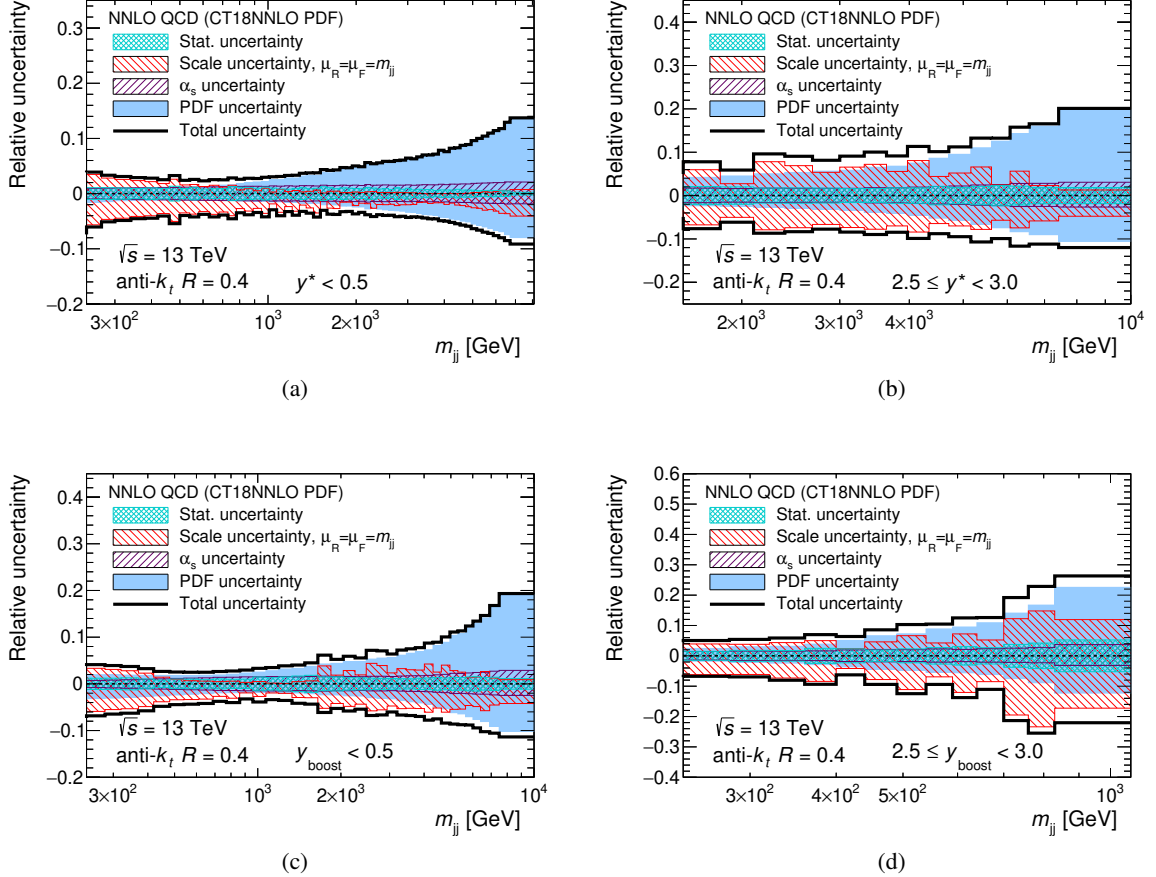 Relative uncertainty
0.3
0.2
0.1
0
−0.1
−0.2
NNLO QCD (CT18NNLO PDF)
Stat. uncertainty
Scale uncertainty, μR=μF=mjj
αs uncertainty
PDF uncertainty
Total uncertainty
√s = 13 TeV
anti-kt R = 0.4 y* < 0.5
3×10² 10³ 2×10³
mjj [GeV]
(a)
Relative uncertainty
0.4
0.3
0.2
0.1
0
−0.1
−0.2
NNLO QCD (CT18NNLO PDF)
Stat. uncertainty
Scale uncertainty, μR=μF=mjj
αs uncertainty
PDF uncertainty
Total uncertainty
√s = 13 TeV
anti-kt R = 0.4 2.5 ≤ y* < 3.0
2×10³ 3×10³ 4×10³ 10⁴
mjj [GeV]
(b)
Relative uncertainty
0.4
0.3
0.2
0.1
0
−0.1
−0.2
NNLO QCD (CT18NNLO PDF)
Stat. uncertainty
Scale uncertainty, μR=μF=mjj
αs uncertainty
PDF uncertainty
Total uncertainty
√s = 13 TeV
anti-kt R = 0.4 yboost < 0.5
3×10² 10³ 2×10³ 10⁴
mjj [GeV]
(c)
Relative uncertainty
0.6
0.5
0.4
0.3
0.2
0.1
0
−0.1
−0.2
−0.3
−0.4
NNLO QCD (CT18NNLO PDF)
Stat. uncertainty
Scale uncertainty, μR=μF=mjj
αs uncertainty
PDF uncertainty
Total uncertainty
√s = 13 TeV
anti-kt R = 0.4 2.5 ≤ yboost < 3.0
3×10² 4×10² 5×10² 10³
mjj [GeV]
(d)